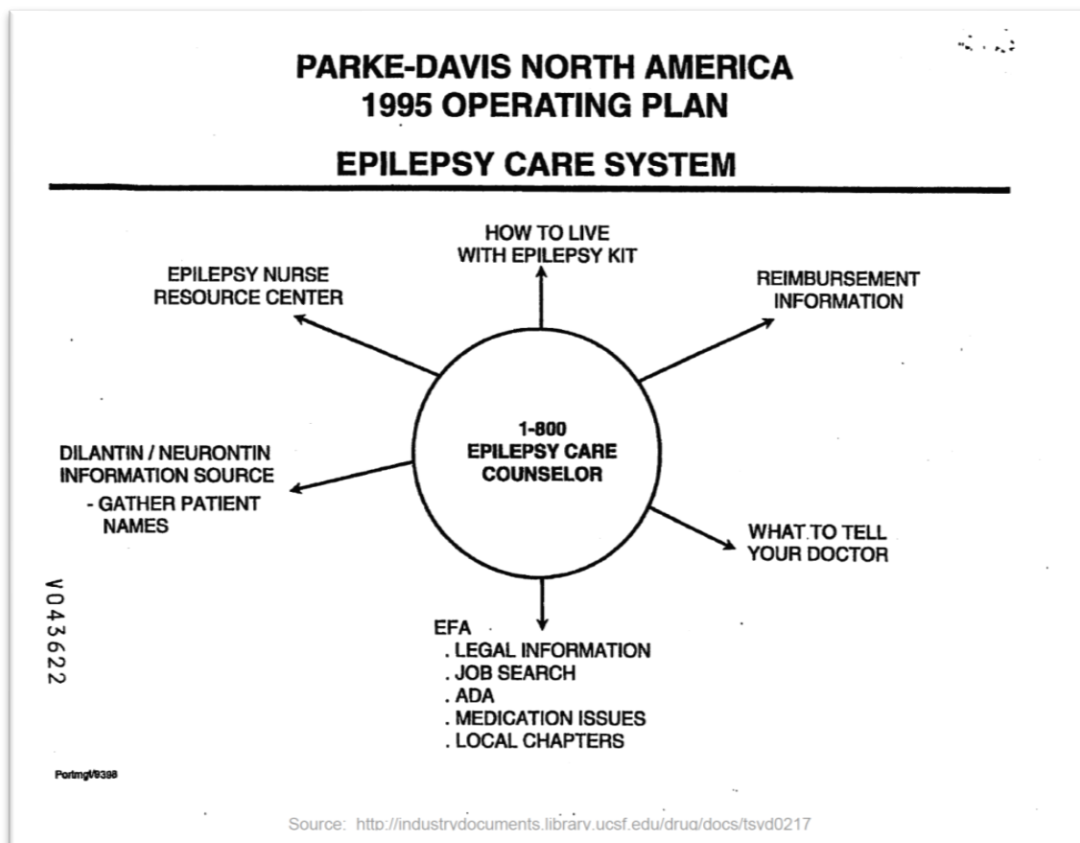 PARKE-DAVIS NORTH AMERICA
1995 OPERATING PLAN
EPILEPSY CARE SYSTEM
HOW TO LIVE
WITH EPILEPSY KIT
EPILEPSY NURSE
RESOURCE CENTER
REIMBURSEMENT
INFORMATION
1-800
EPILEPSY CARE
COUNSELOR
DILANTIN / NEURONTIN
INFORMATION SOURCE
- GATHER PATIENT
NAMES
WHAT TO TELL
YOUR DOCTOR
EFA
. LEGAL INFORMATION
. JOB SEARCH
. ADA
. MEDICATION ISSUES
. LOCAL CHAPTERS
V043622
Source: http://industrydocuments.library.ucsf.edu/drug/docs/tsvd0217